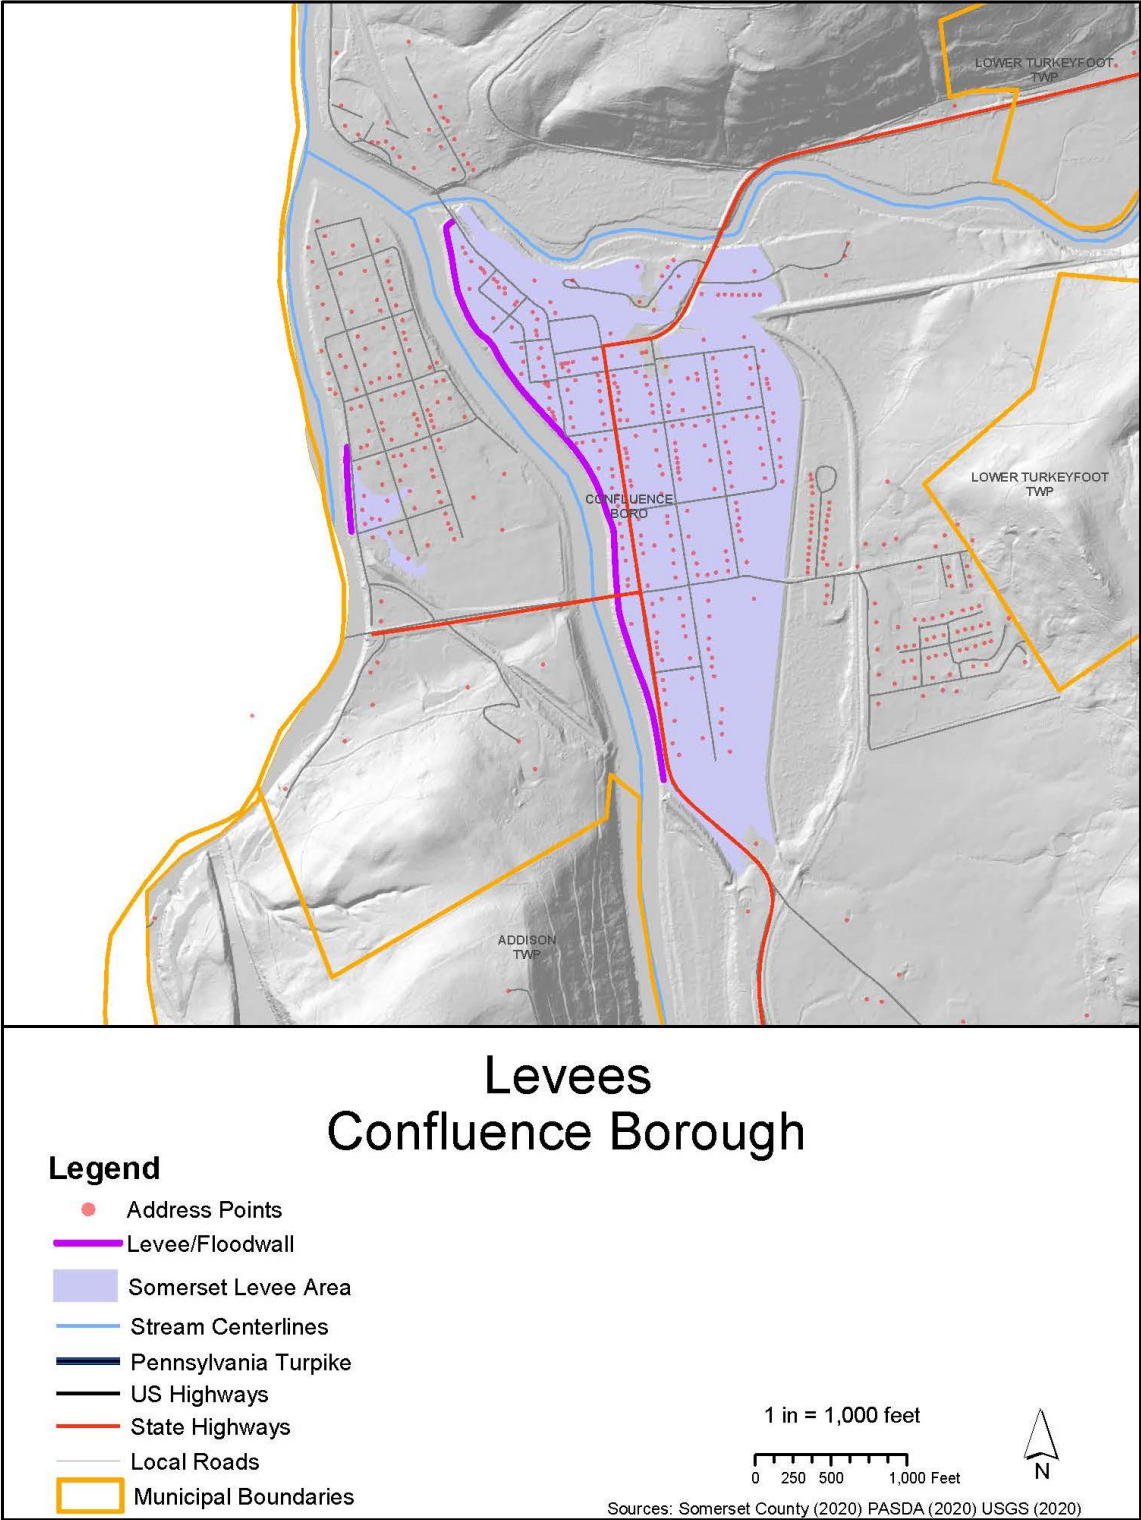 LOWER TURKEYFOOT
TWP
LOWER TURKEYFOOT
TWP
CONFLUENCE
BORO
ADDISON
TWP
Levees
Confluence Borough
Legend
Address Points
Levee/Floodwall
Somerset Levee Area
Stream Centerlines
Pennsylvania Turpike
US Highways
State Highways
Local Roads
Municipal Boundaries
1 in = 1,000 feet
0 250 500 1,000 Feet
N
Sources: Somerset County (2020) PASDA (2020) USGS (2020)